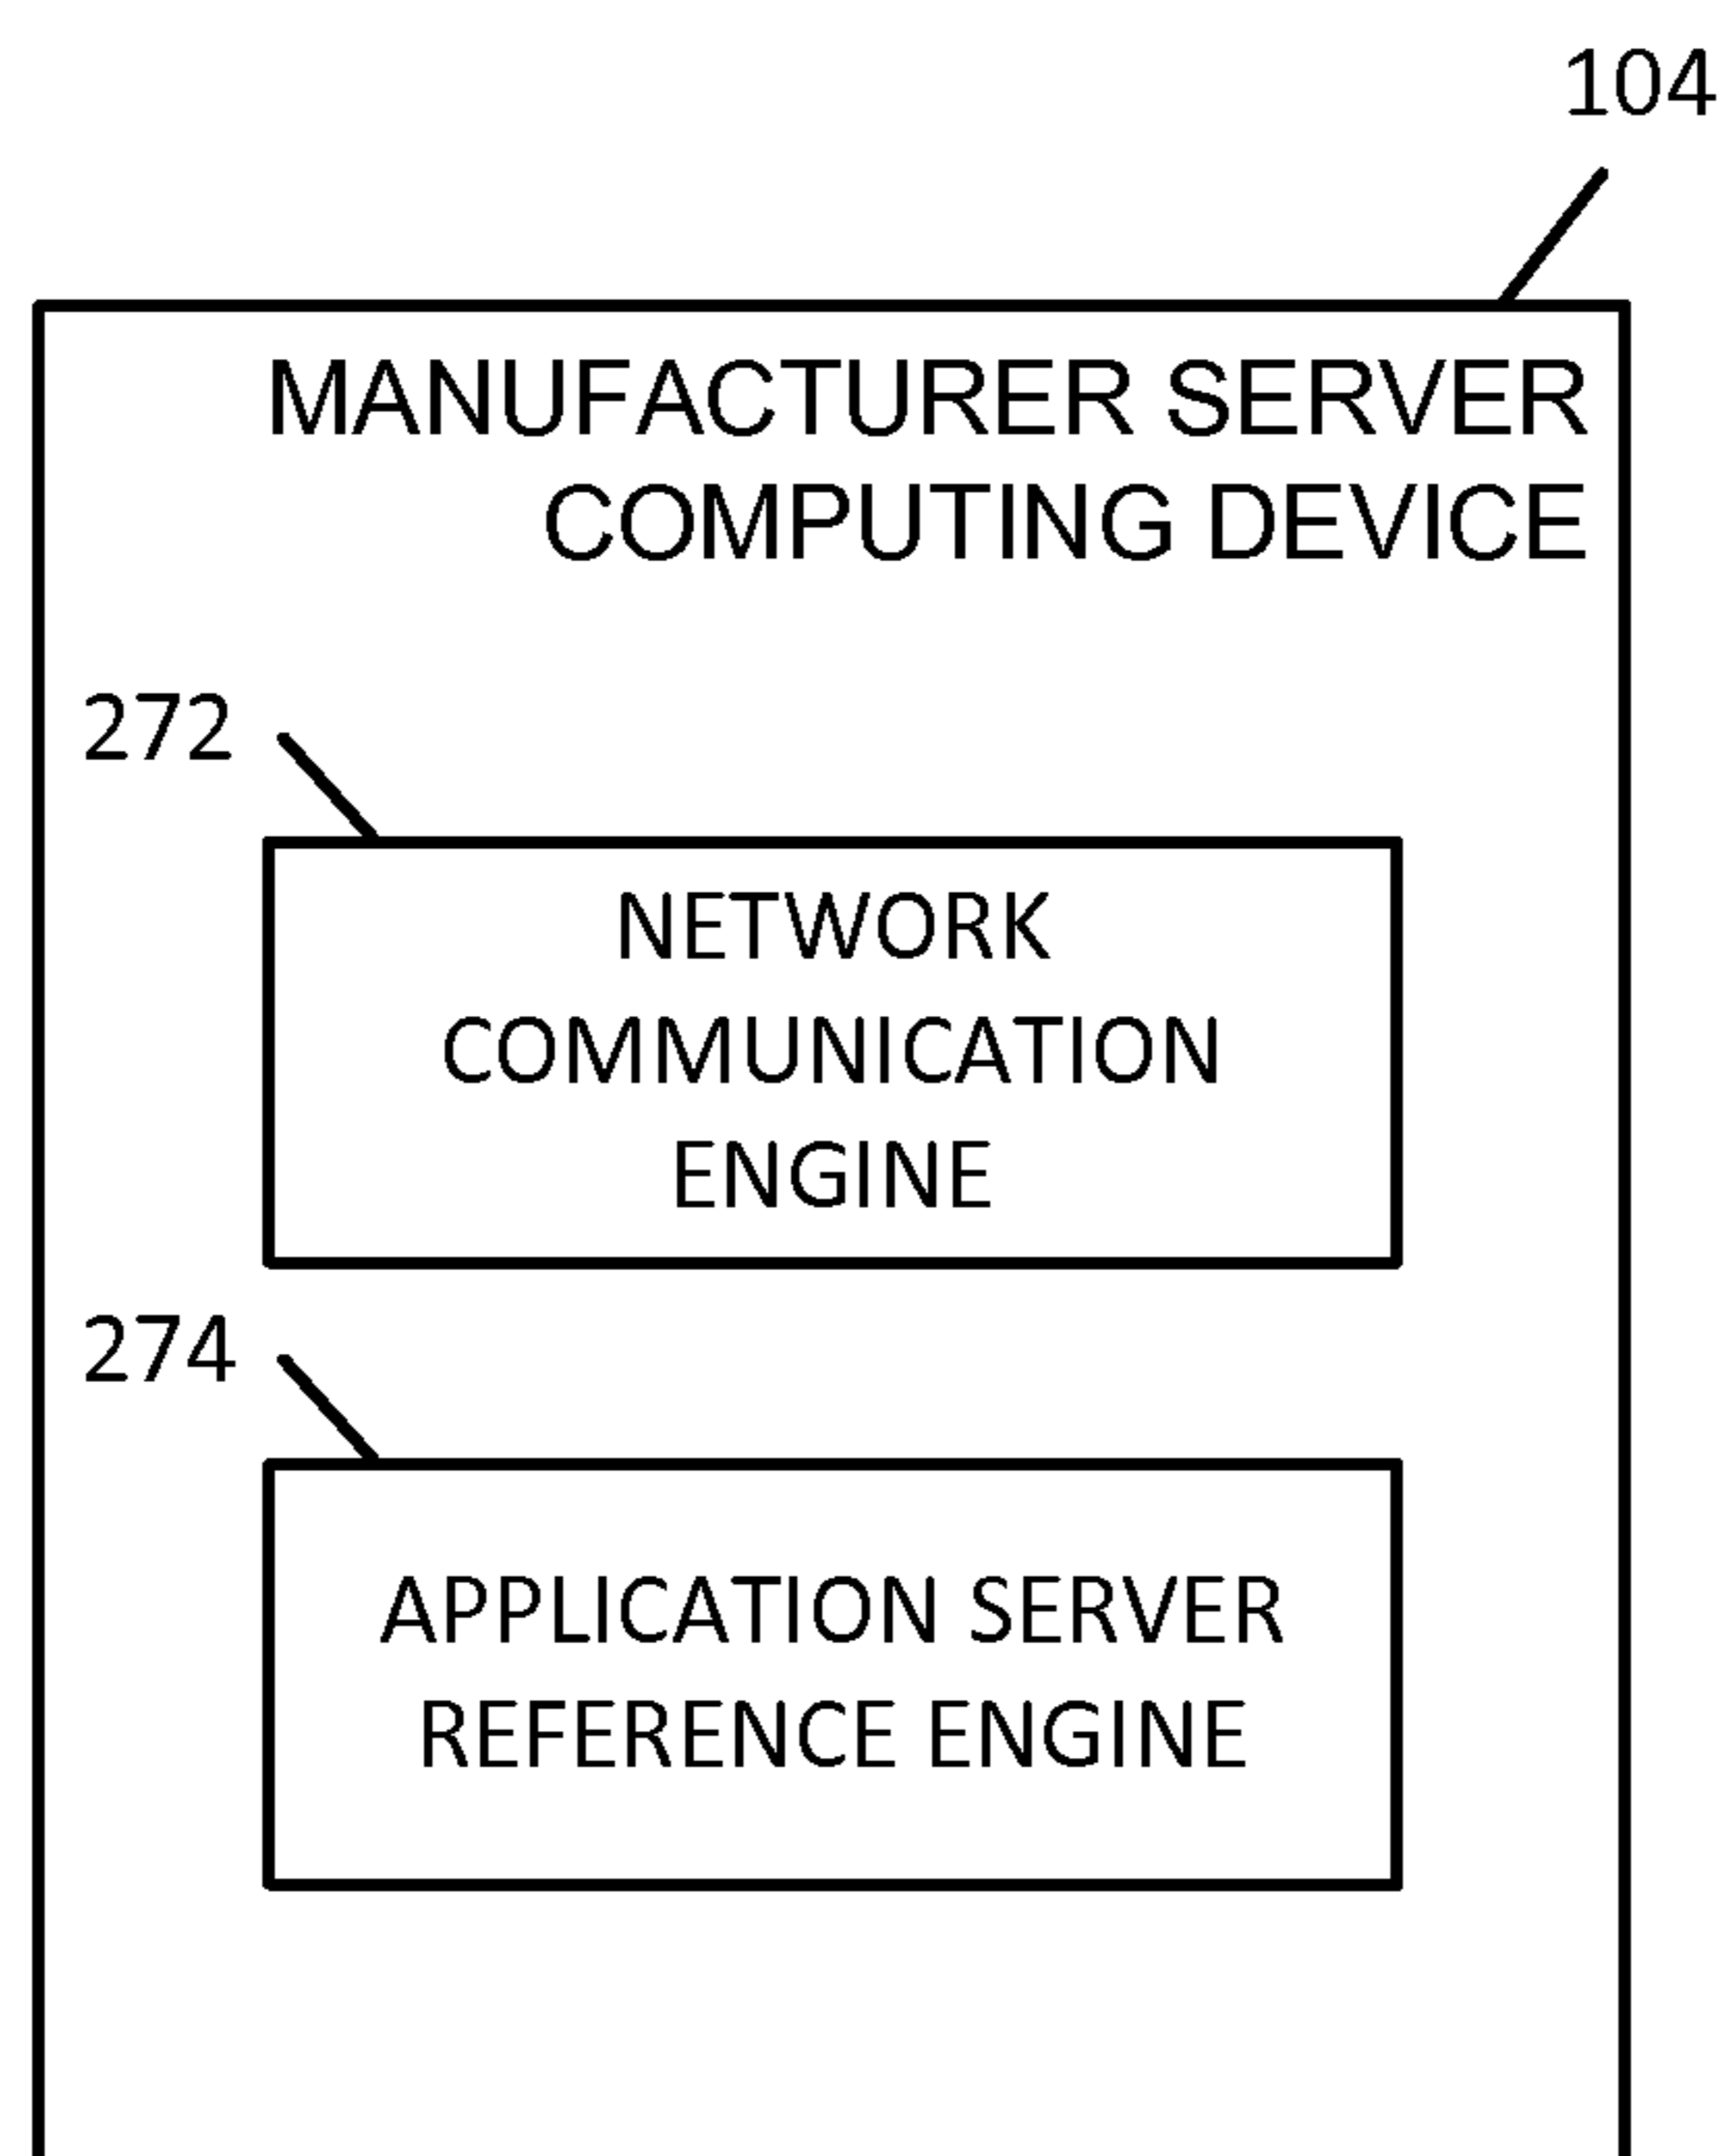 104
MANUFACTURER SERVER
COMPUTING DEVICE
272
NETWORK
COMMUNICATION
ENGINE
274
APPLICATION SERVER
REFERENCE ENGINE